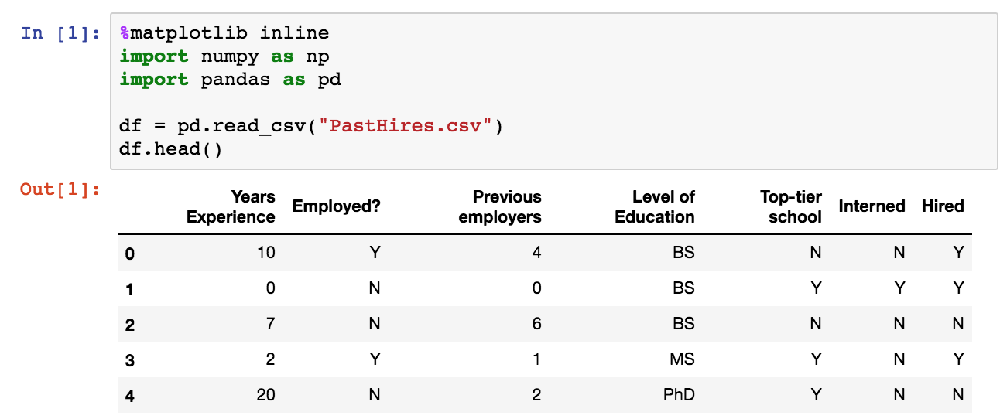 In [1]: %matplotlib inline
import numpy as np
import pandas as pd
df = pd.read_csv("PastHires.csv")
df.head()
Out[1]:
Years Experience Employed? Previous employers Level of Education Top-tier school Interned Hired
0 10 Y 4 BS N N Y
1 0 N 0 BS Y Y Y
2 7 N 6 BS N N N
3 2 Y 1 MS Y N Y
4 20 N 2 PhD Y N N